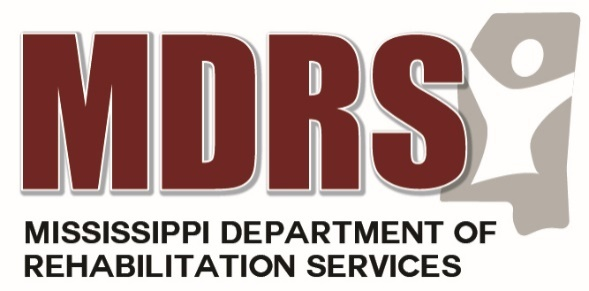 MDRS
MISSISSIPPI DEPARTMENT OF
REHABILITATION SERVICES